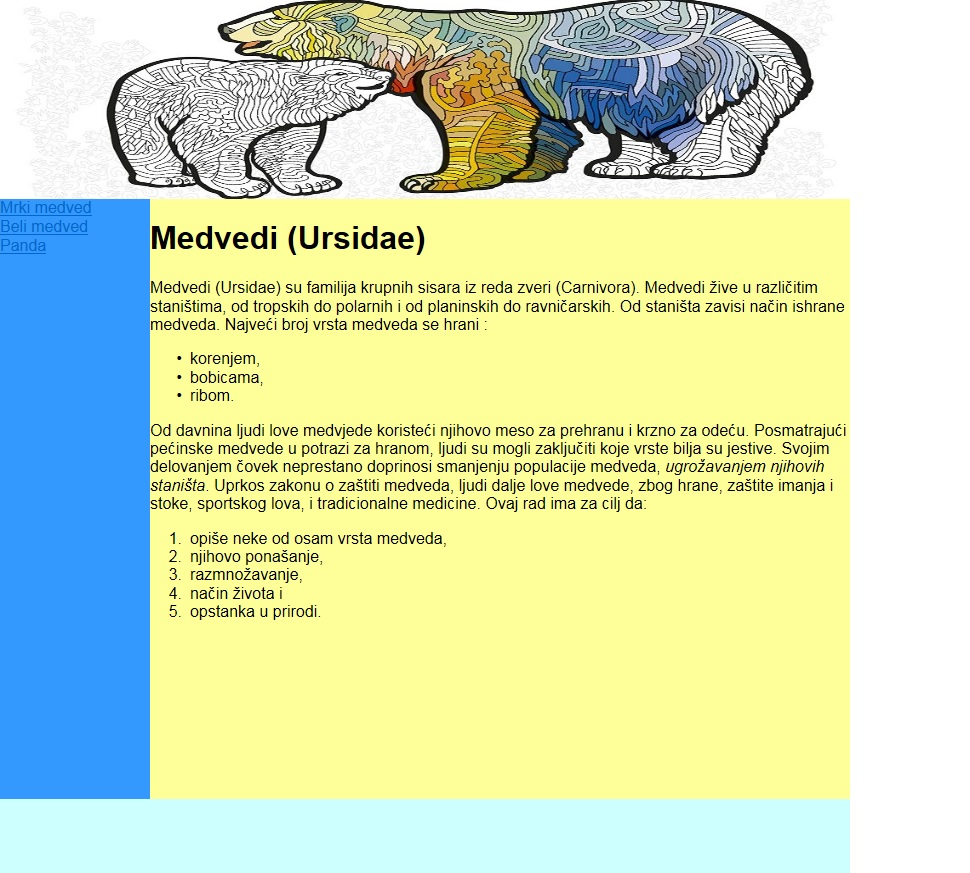 Mrki medved
Beli medved
Panda
Medvedi (Ursidae)
Medvedi (Ursidae) su familija krupnih sisara iz reda zveri (Carnivora). Medvedi žive u različitim
staništima, od tropskih do polarnih i od planinskih do ravničarskih. Od staništa zavisi način ishrane
medveda. Najveći broj vrsta medveda se hrani :
• korenjem,
• bobicama,
• ribom.
Od davnina ljudi love medvjede koristeći njihovo meso za prehranu i krzno za odeću. Posmatrajući
pećinske medvede u potrazi za hranom, ljudi su mogli zaključiti koje vrste bilja su jestive. Svojim
delovanjem čovek neprestano doprinosi smanjenju populacije medveda, ugrožavanjem njihovih
staništa. Uprkos zakonu o zaštiti medveda, ljudi dalje love medvede, zbog hrane, zaštite imanja i
stoke, sportskog lova, i tradicionalne medicine. Ovaj rad ima za cilj da:
1. opiše neke od osam vrsta medveda,
2. njihovo ponašanje,
3. razmnožavanje,
4. način života i
5. opstanka u prirodi.